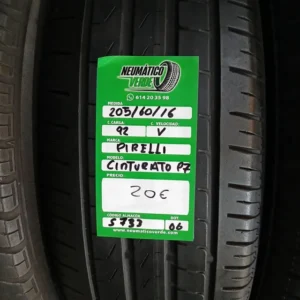 NEUMÁTICO
VERDE
614 20 35 98
MEDIDA:
205/60/16
C. CARGA: C. VELOCIDAD:
92 V
MARCA:
PIRELLI
MODELO:
CINTURATO P7
PRECIO:
20€
CÓDIGO ALMACÉN DOT
06
www.neumaticoverde.com